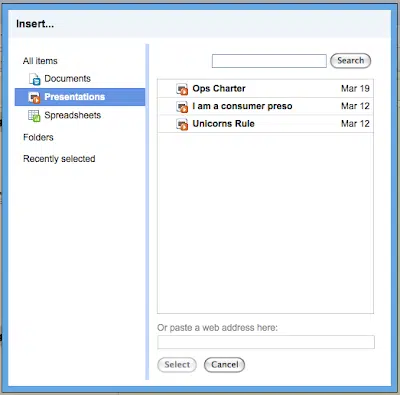 Insert...
All items
Documents
Presentations
Spreadsheets
Folders
Recently selected
Search
Ops Charter Mar 19
I am a consumer preso Mar 12
Unicorns Rule Mar 12
Or paste a web address here:
Select Cancel